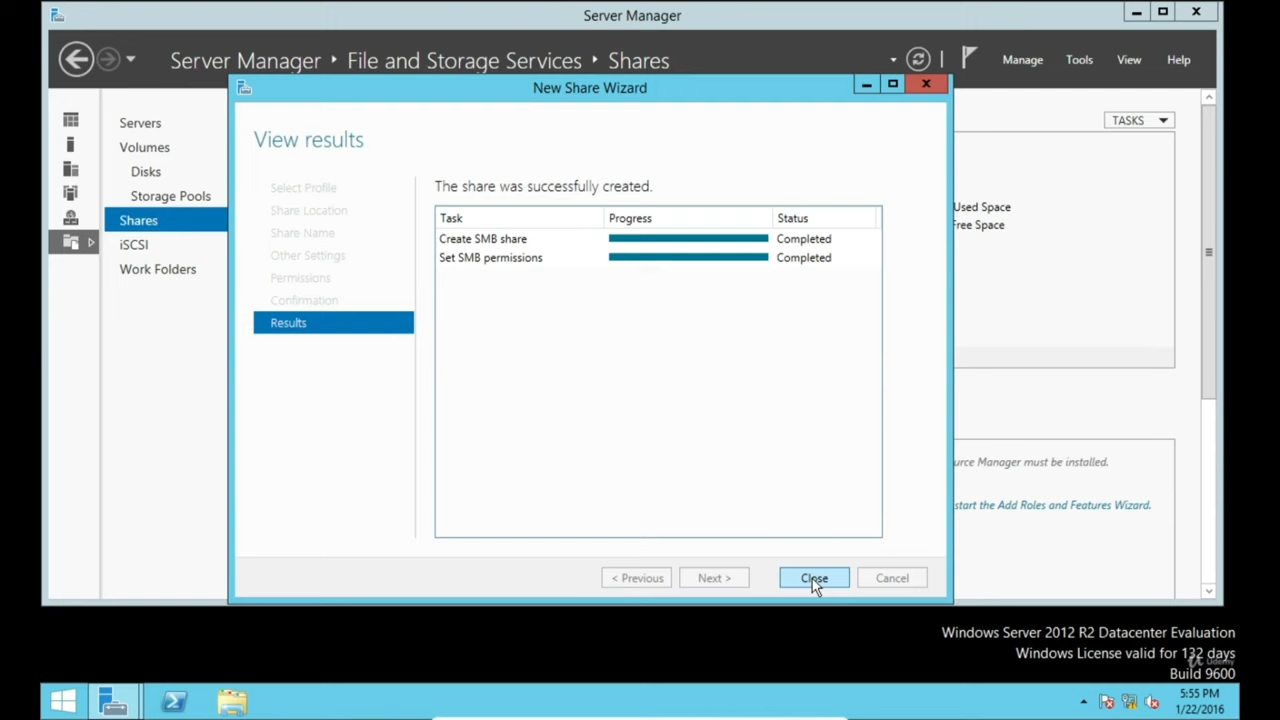 Server Manager
Server Manager ‣ File and Storage Services ‣ Shares
Manage Tools View Help
New Share Wizard
Servers
Volumes
Disks
Storage Pools
Shares
iSCSI
Work Folders
View results
Select Profile
Share Location
Share Name
Other Settings
Permissions
Confirmation
Results
The share was successfully created.
Task Progress Status
Create SMB share Completed
Set SMB permissions Completed
< Previous Next > Close Cancel
TASKS
Used Space
Free Space
urce Manager must be installed.
start the Add Roles and Features Wizard.
Windows Server 2012 R2 Datacenter Evaluation
Windows License valid for 132 days
Udemy
Build 9600
5:55 PM
1/22/2016